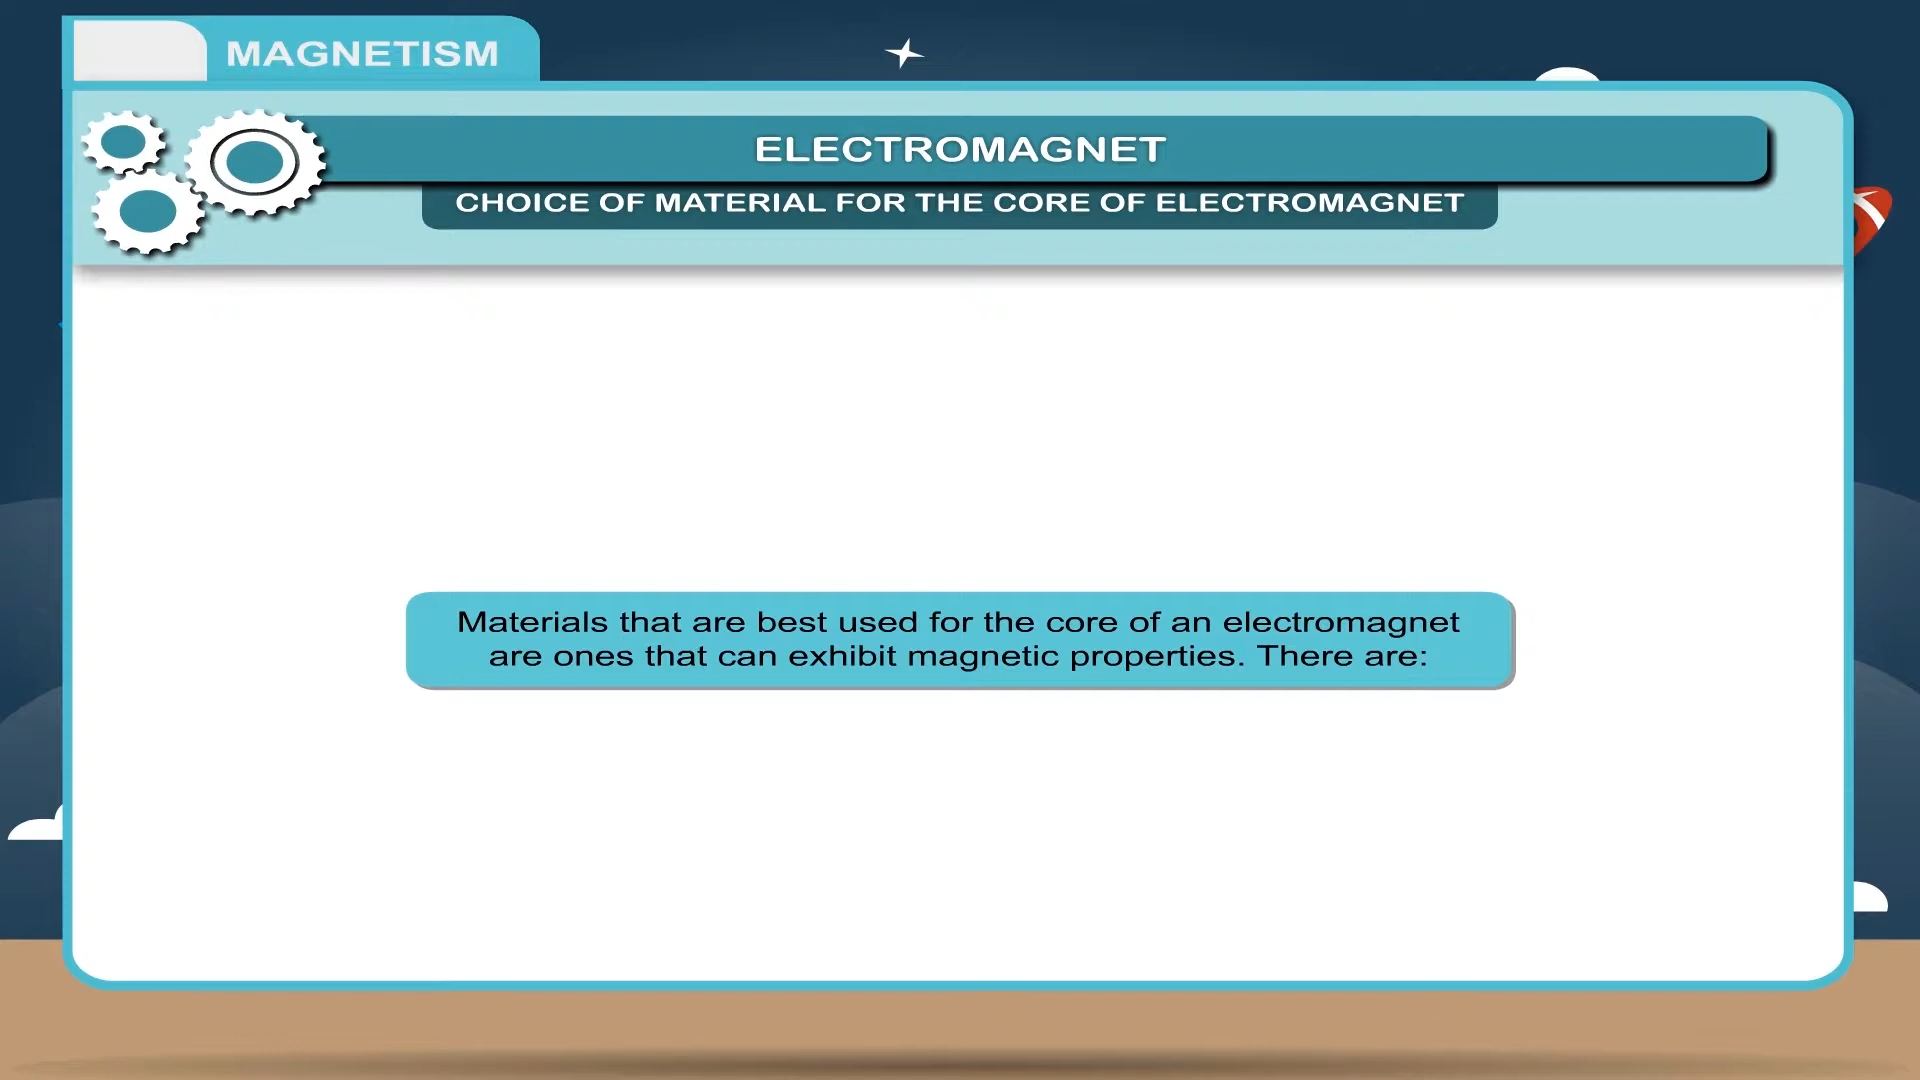 MAGNETISM
ELECTROMAGNET
CHOICE OF MATERIAL FOR THE CORE OF ELECTROMAGNET
Materials that are best used for the core of an electromagnet
are ones that can exhibit magnetic properties. There are: